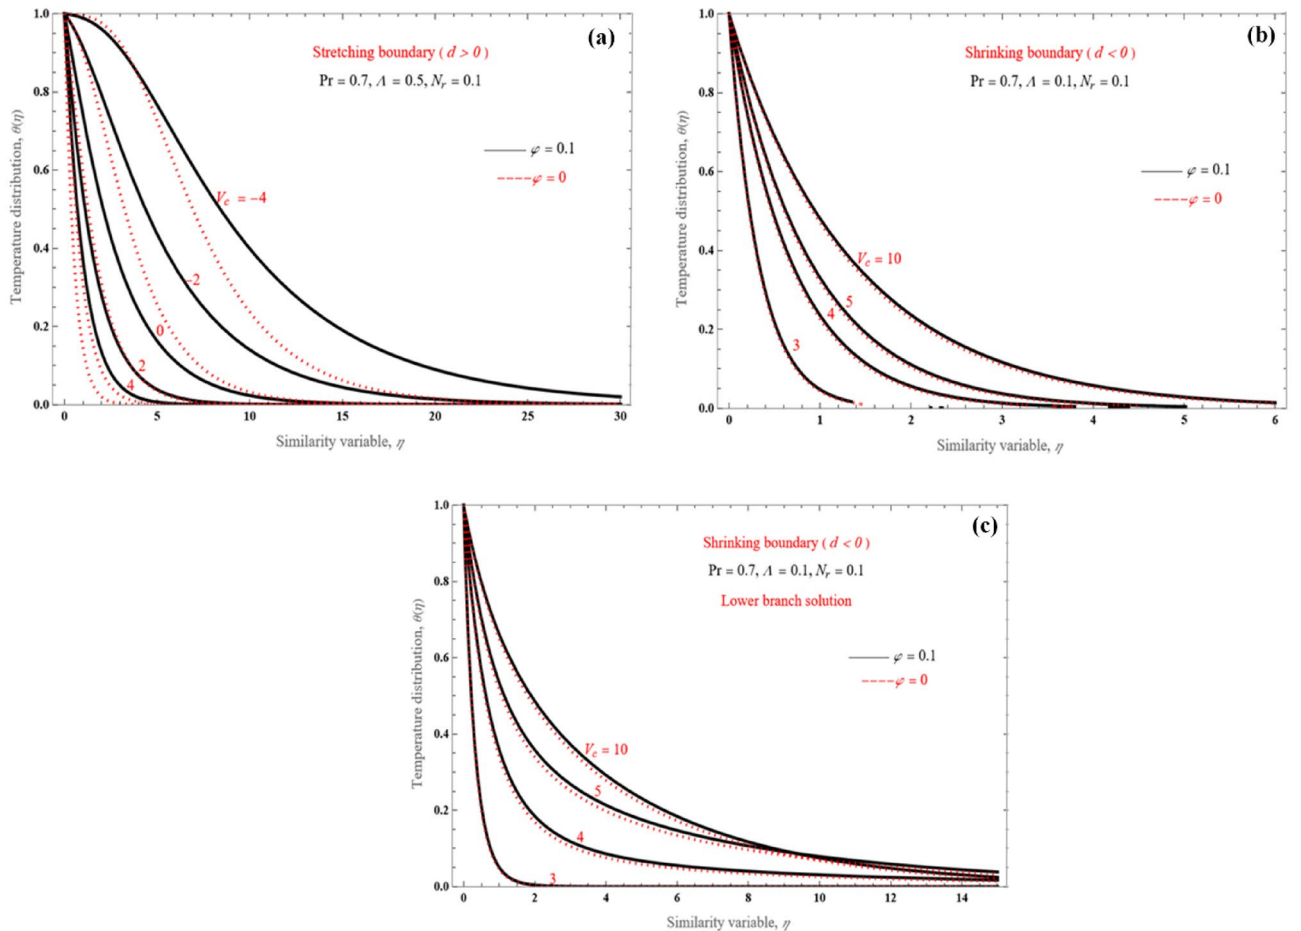 (a)
Stretching boundary ( d > 0 )
Pr = 0.7, Λ = 0.5, N_r = 0.1
φ = 0.1
φ = 0
V_c = −4
−2
0
2
4
1.0
0.8
0.6
0.4
0.2
0.0
0 5 10 15 20 25 30
Temperature distribution, θ(η)
Similarity variable, η
(b)
Shrinking boundary ( d < 0 )
Pr = 0.7, Λ = 0.1, N_r = 0.1
φ = 0.1
φ = 0
V_c = 10
5
4
3
1.0
0.8
0.6
0.4
0.2
0.0
0 1 2 3 4 5 6
Temperature distribution, θ(η)
Similarity variable, η
(c)
Shrinking boundary ( d < 0 )
Pr = 0.7, Λ = 0.1, N_r = 0.1
Lower branch solution
φ = 0.1
φ = 0
V_c = 10
5
4
3
1.0
0.8
0.6
0.4
0.2
0.0
0 2 4 6 8 10 12 14
Temperature distribution, θ(η)
Similarity variable, η